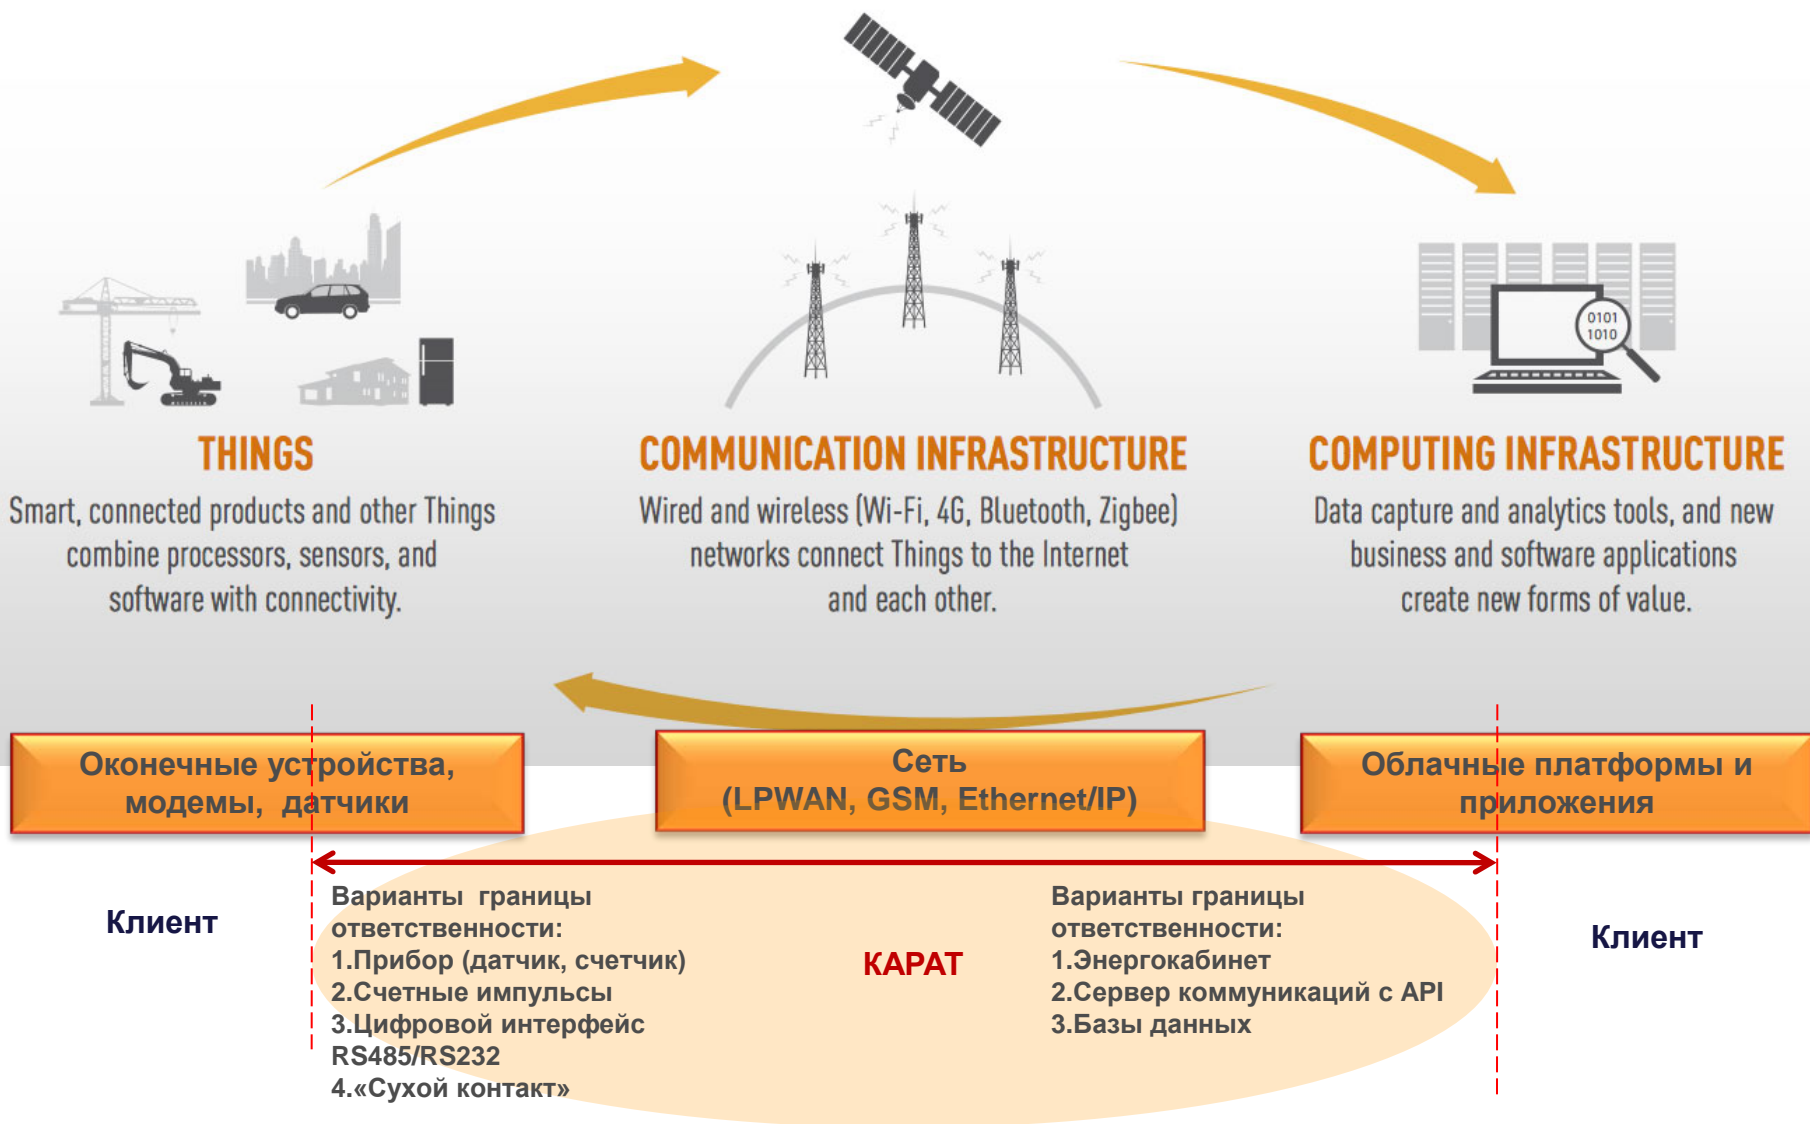 0101
1010
THINGS
Smart, connected products and other Things
combine processors, sensors, and
software with connectivity.
COMMUNICATION INFRASTRUCTURE
Wired and wireless (Wi-Fi, 4G, Bluetooth, Zigbee)
networks connect Things to the Internet
and each other.
COMPUTING INFRASTRUCTURE
Data capture and analytics tools, and new
business and software applications
create new forms of value.
Оконечные устройства,
модемы, датчики
Сеть
(LPWAN, GSM, Ethernet/IP)
Облачные платформы и
приложения
Клиент
Варианты границы
ответственности:
1.Прибор (датчик, счетчик)
2.Счетные импульсы
3.Цифровой интерфейс
RS485/RS232
4.«Сухой контакт»
КАРАТ
Варианты границы
ответственности:
1.Энергокабинет
2.Сервер коммуникаций с API
3.Базы данных
Клиент